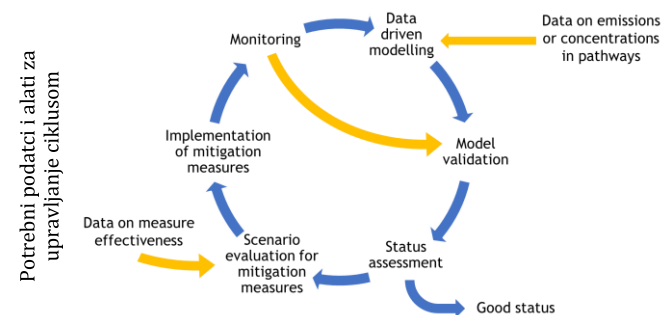 Potrebni podatci i alati za
upravljanje ciklusom
Monitoring
Data
driven
modelling
Data on emissions
or concentrations
in pathways
Model
validation
Status
assessment
Good status
Scenario
evaluation for
mitigation
measures
Data on measure
effectiveness
Implementation
of mitigation
measures